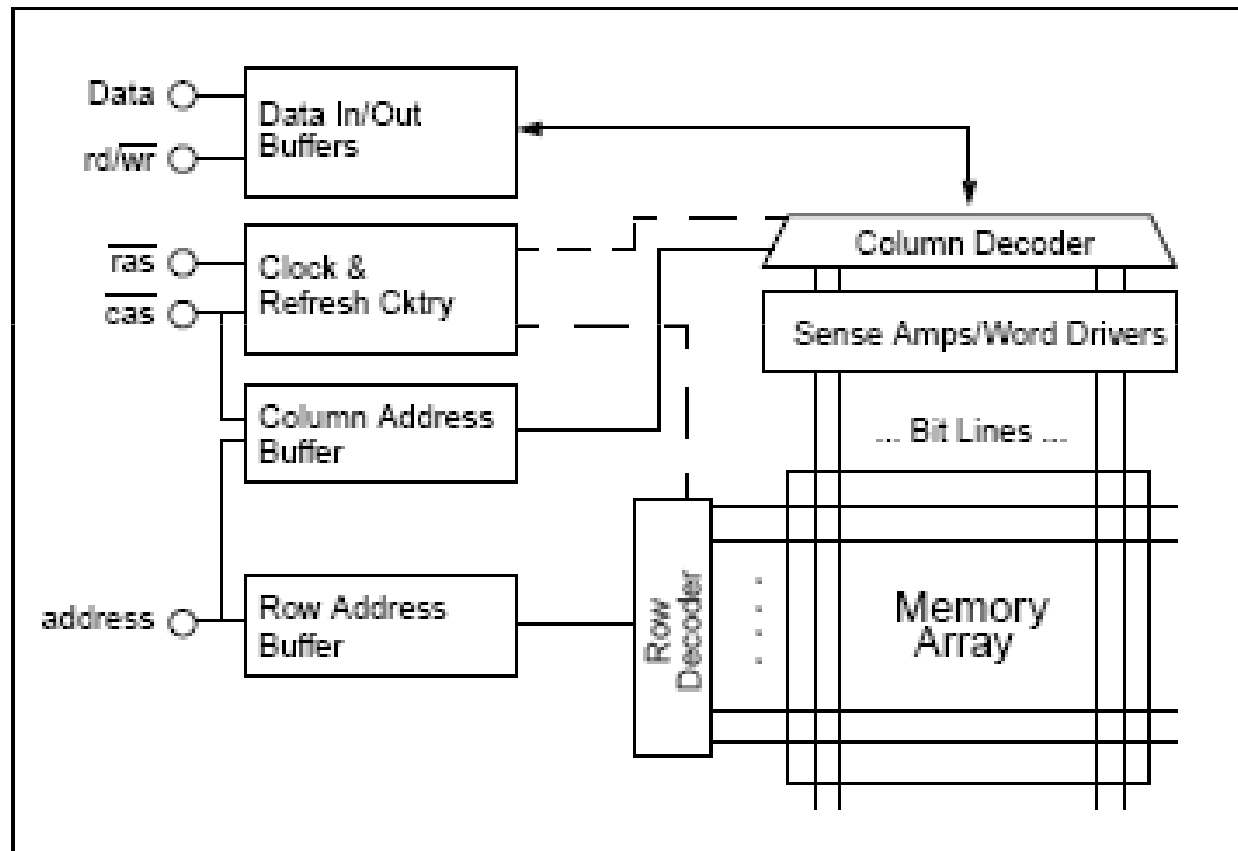 Data
rd/wr
Data In/Out
Buffers
ras
cas
Clock &
Refresh Cktry
Column Decoder
Sense Amps/Word Drivers
Column Address
Buffer
... Bit Lines ...
address
Row Address
Buffer
Row
Decoder
Memory
Array